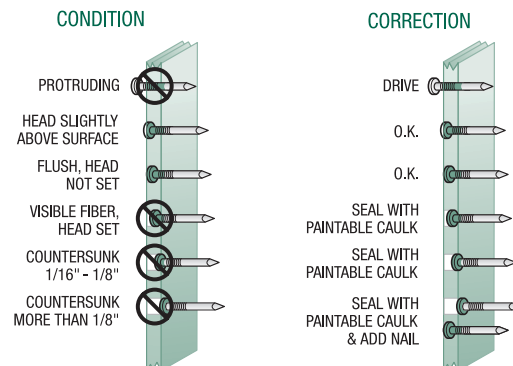 CONDITION
PROTRUDING
HEAD SLIGHTLY
ABOVE SURFACE
FLUSH, HEAD
NOT SET
VISIBLE FIBER,
HEAD SET
COUNTERSUNK
1/16" - 1/8"
COUNTERSUNK
MORE THAN 1/8"
CORRECTION
DRIVE
O.K.
O.K.
SEAL WITH
PAINTABLE CAULK
SEAL WITH
PAINTABLE CAULK
SEAL WITH
PAINTABLE CAULK
& ADD NAIL